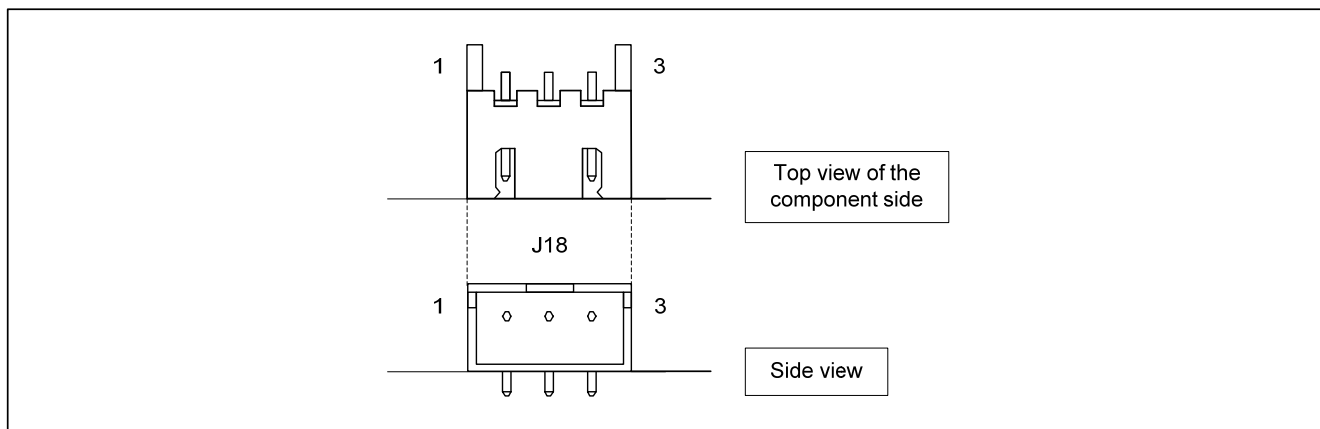 1
3
Top view of the
component side
J18
1
3
Side view